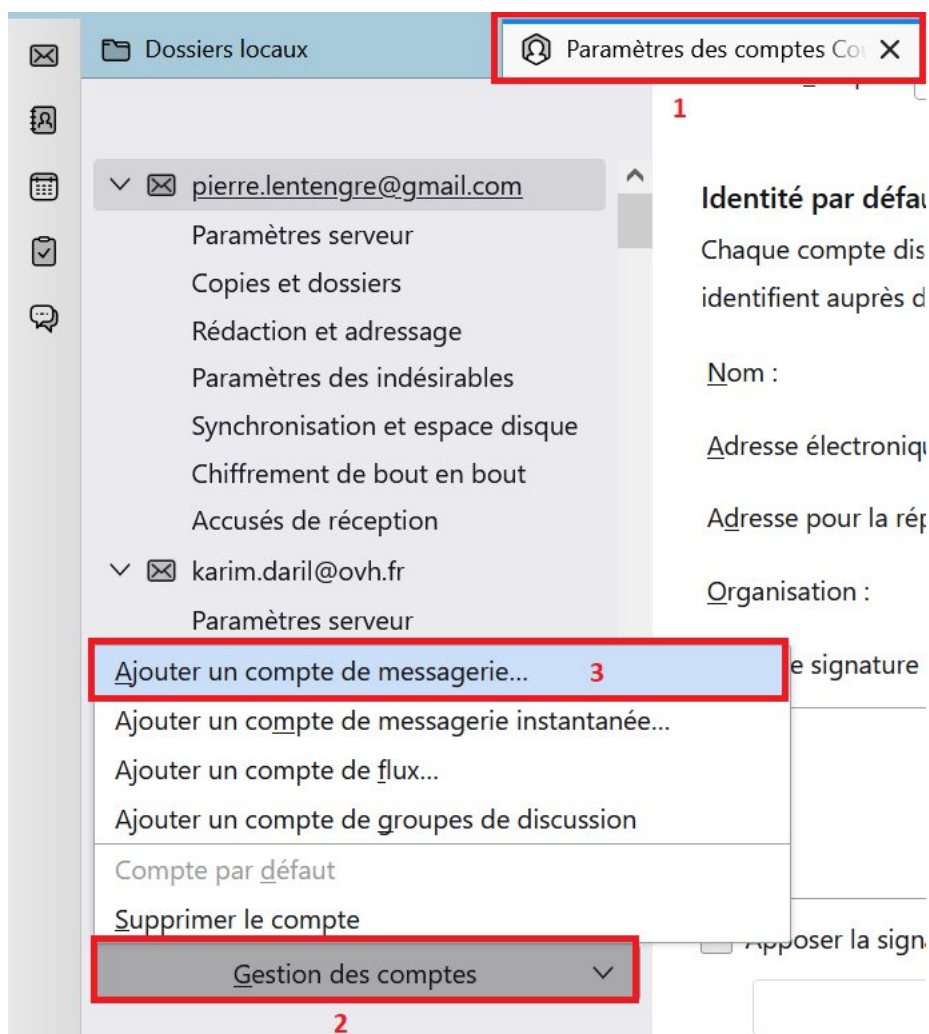 Dossiers locaux
Paramètres des comptes Co
1
pierre.lentengre@gmail.com
Paramètres serveur
Copies et dossiers
Rédaction et adressage
Paramètres des indésirables
Synchronisation et espace disque
Chiffrement de bout en bout
Accusés de réception
karim.daril@ovh.fr
Paramètres serveur
Ajouter un compte de messagerie... 3
Ajouter un compte de messagerie instantanée...
Ajouter un compte de flux...
Ajouter un compte de groupes de discussion
Compte par défaut
Supprimer le compte
Gestion des comptes
2
Identité par défau
Chaque compte dis
identifient auprès d
Nom :
Adresse électroniqu
Adresse pour la rép
Organisation :
e signature
Apposer la sign